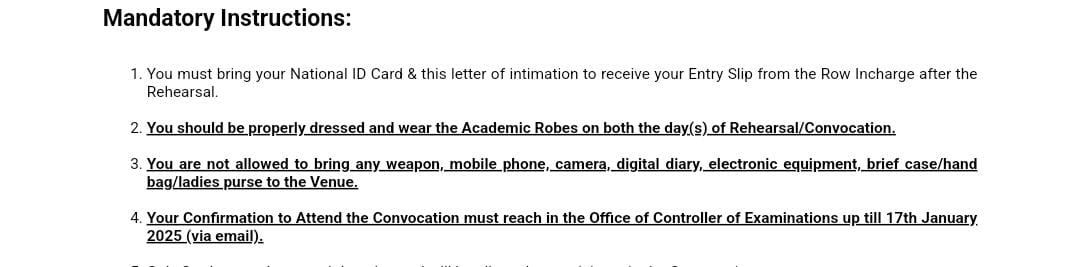 Mandatory Instructions:
1. You must bring your National ID Card & this letter of intimation to receive your Entry Slip from the Row Incharge after the
Rehearsal.
2. You should be properly dressed and wear the Academic Robes on both the day(s) of Rehearsal/Convocation.
3. You are not allowed to bring any weapon, mobile phone, camera, digital diary, electronic equipment, brief case/hand
bag/ladies purse to the Venue.
4. Your Confirmation to Attend the Convocation must reach in the Office of Controller of Examinations up till 17th January
2025 (via email).